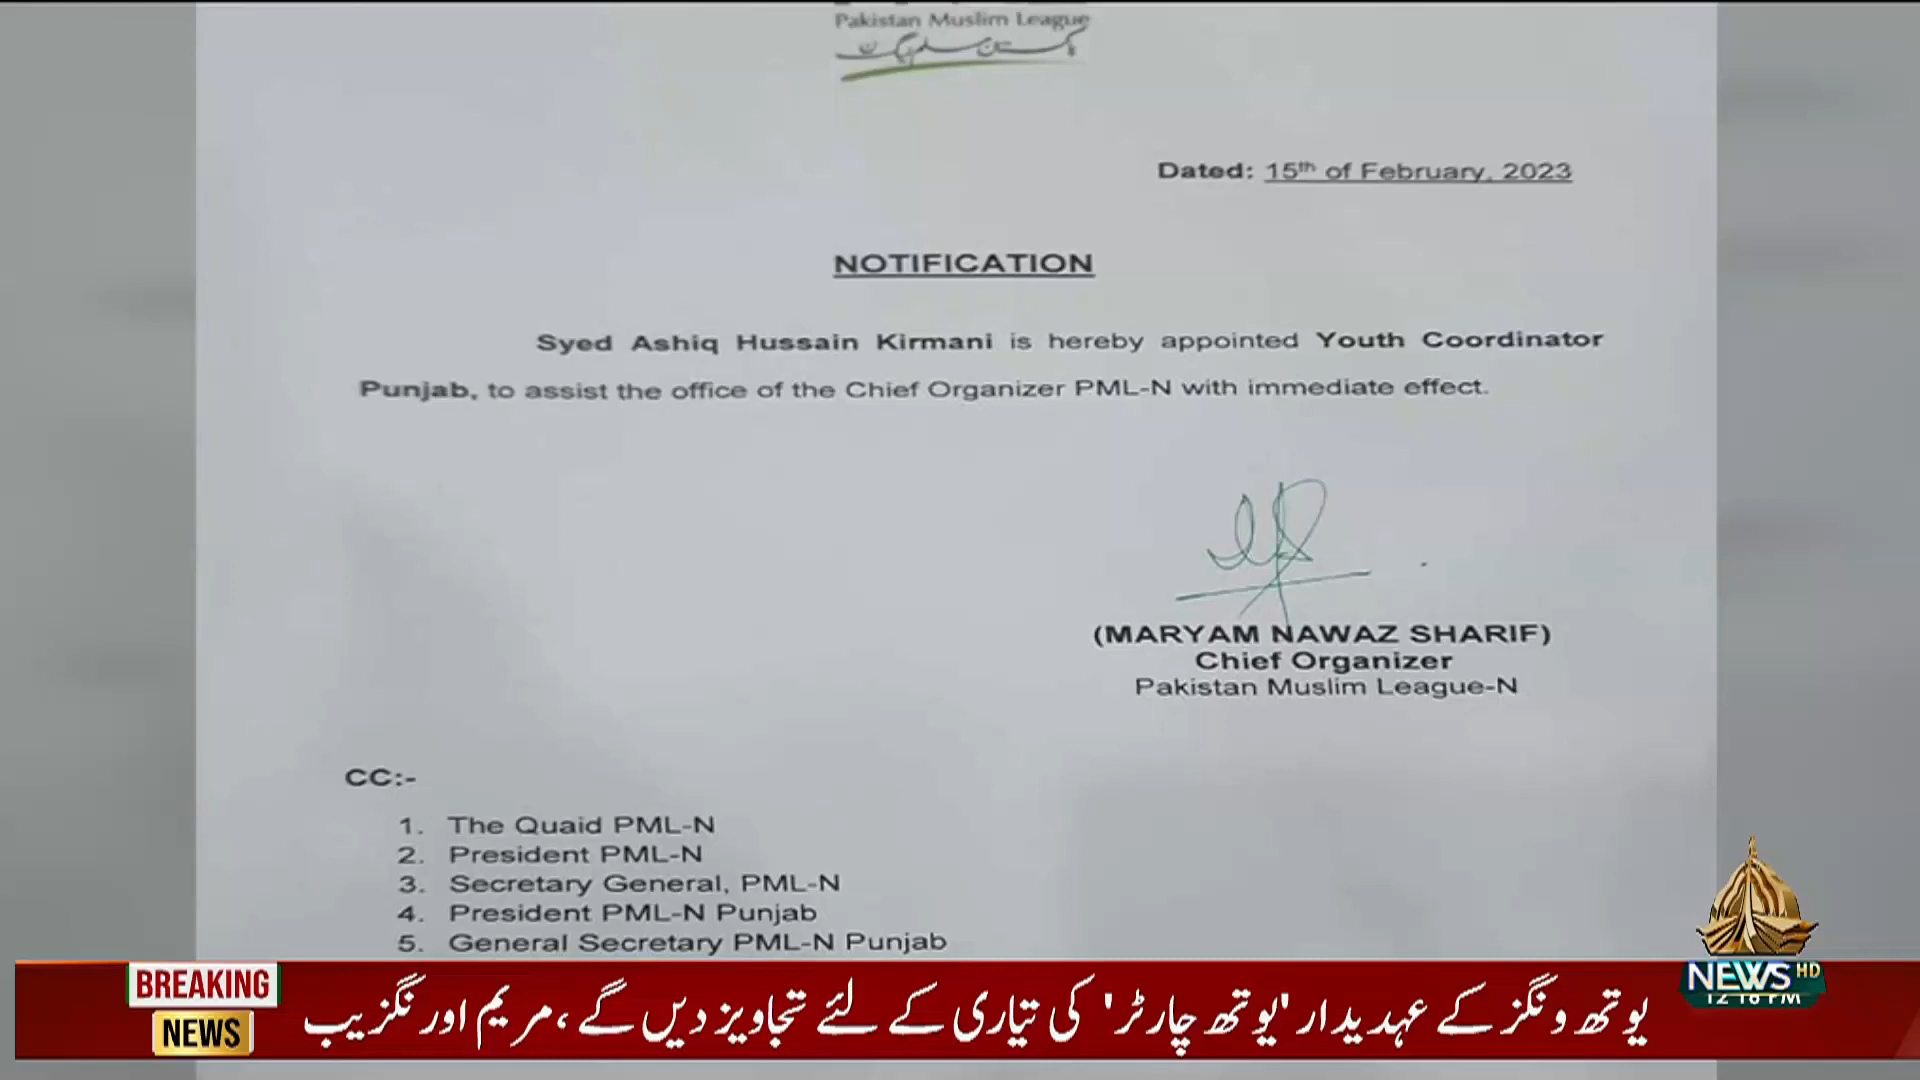 Pakistan Muslim League
پاکستان مسلم لیگ ن
Dated: 15th of February, 2023
NOTIFICATION
Syed Ashiq Hussain Kirmani is hereby appointed Youth Coordinator
Punjab, to assist the office of the Chief Organizer PML-N with immediate effect.
(MARYAM NAWAZ SHARIF)
Chief Organizer
Pakistan Muslim League-N
CC:-
1. The Quaid PML-N
2. President PML-N
3. Secretary General, PML-N
4. President PML-N Punjab
5. General Secretary PML-N Punjab
NEWS HD
BREAKING
NEWS
یوتھ ونگز کے عہدیدار 'یوتھ چارٹر' کی تیاری کے لئے تجاویز دیں گے، مریم اورنگزیب